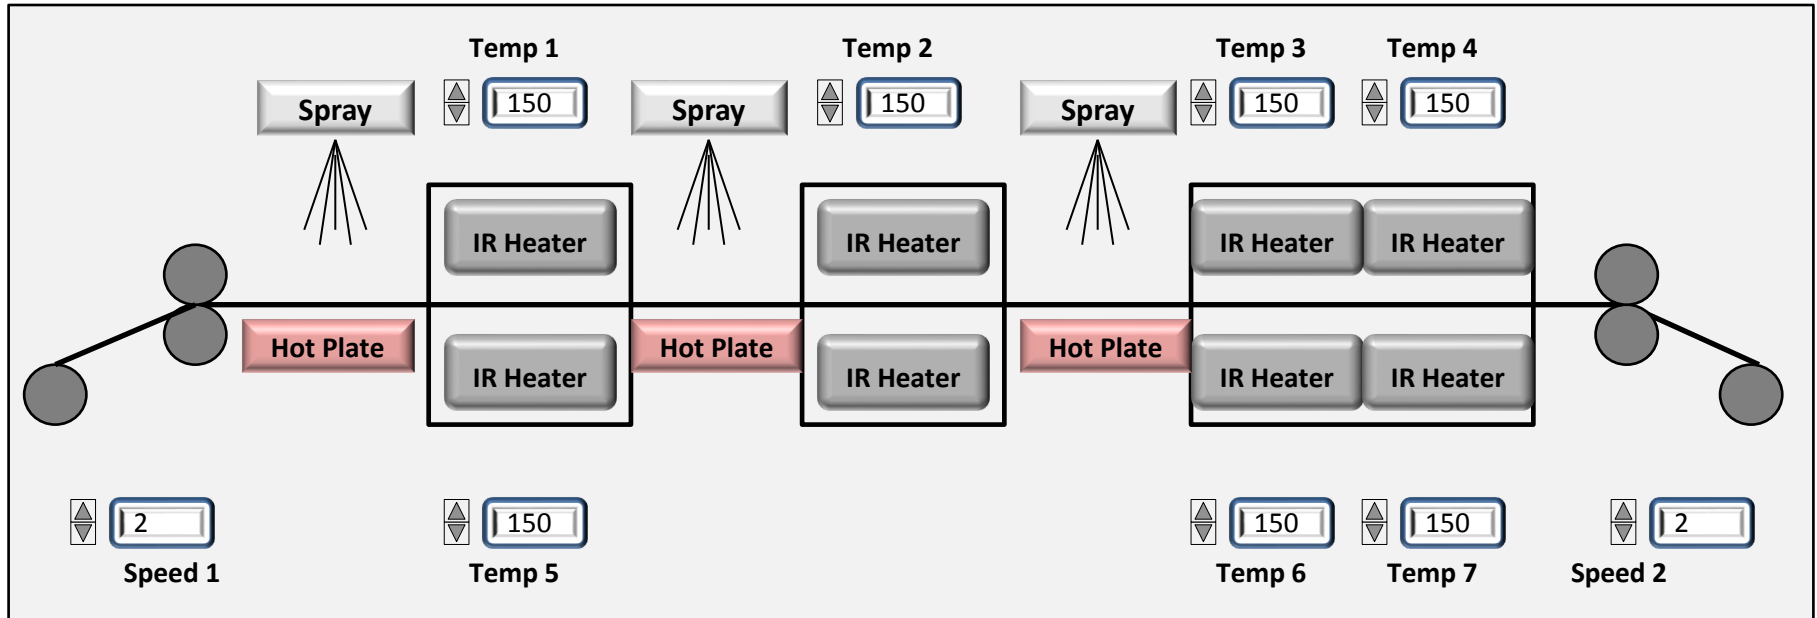 Temp 1 Temp 2 Temp 3 Temp 4
Spray 150 Spray 150 Spray 150 150
IR Heater IR Heater IR Heater IR Heater
Hot Plate Hot Plate Hot Plate
IR Heater IR Heater IR Heater IR Heater
2 150 150 150 2
Speed 1 Temp 5 Temp 6 Temp 7 Speed 2